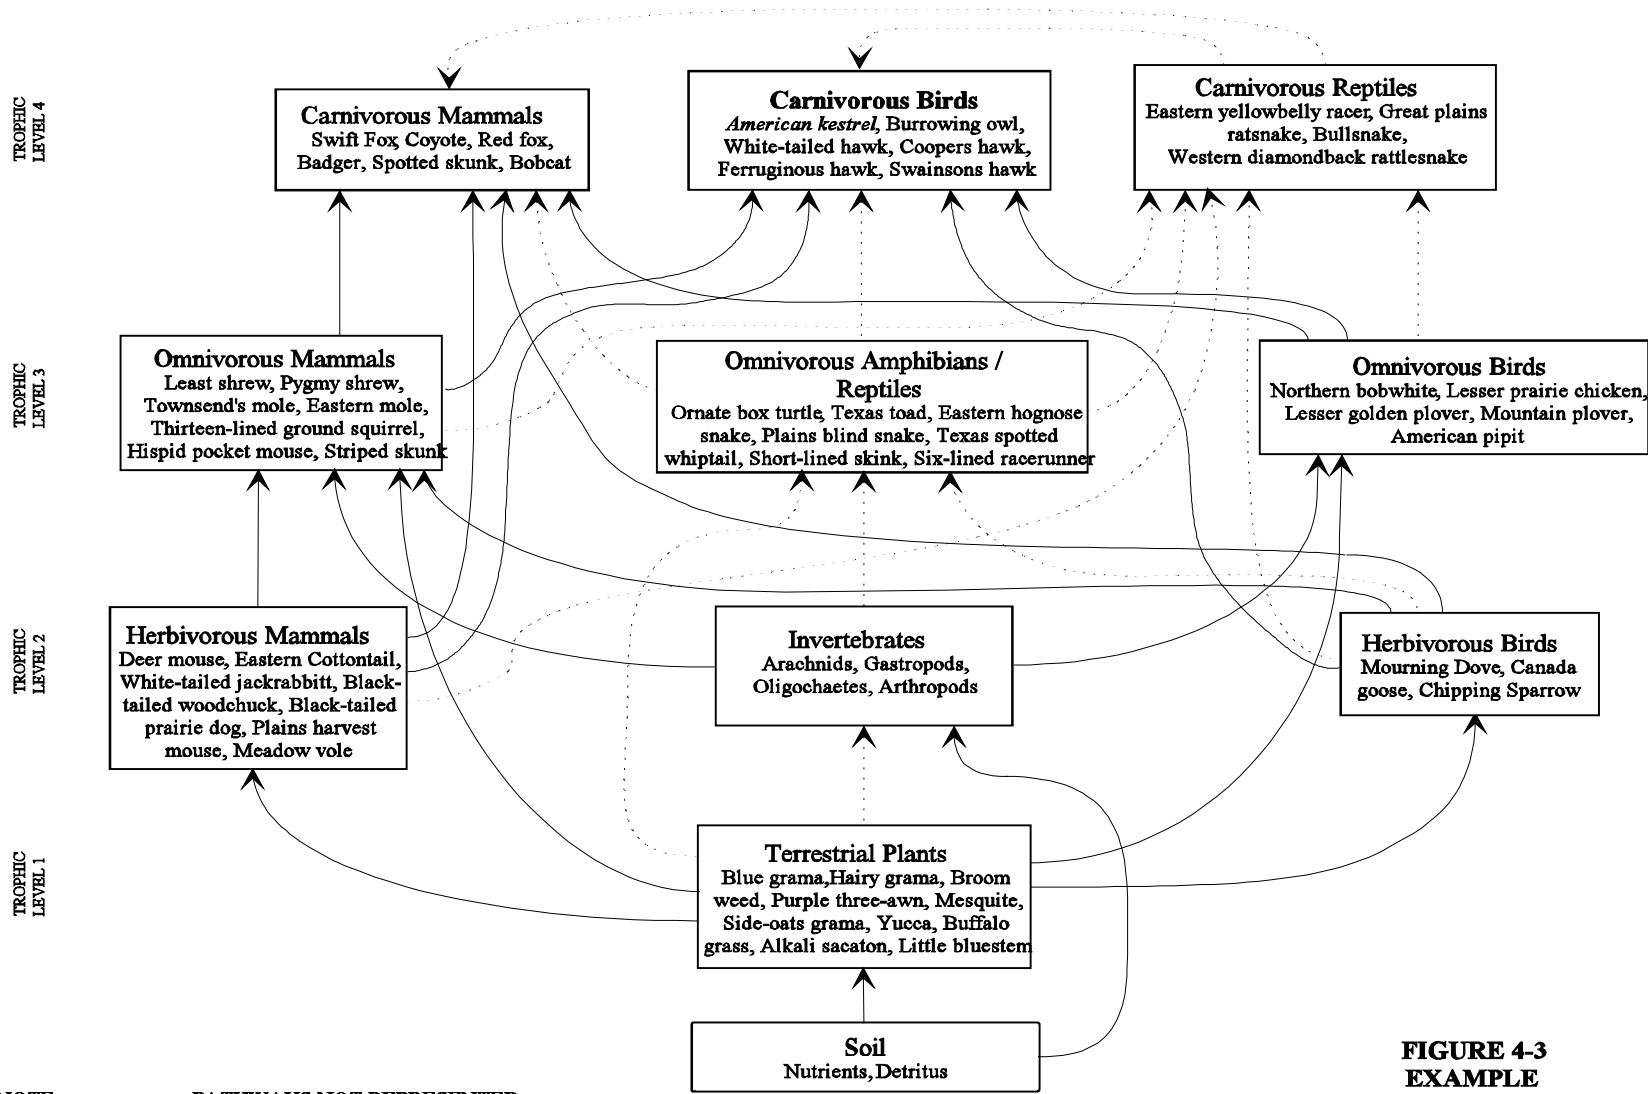 TROPHIC
LEVEL 4
Carnivorous Mammals
Swift Fox, Coyote, Red fox,
Badger, Spotted skunk, Bobcat
Carnivorous Birds
American kestrel, Burrowing owl,
White-tailed hawk, Coopers hawk,
Ferruginous hawk, Swainsons hawk
Carnivorous Reptiles
Eastern yellowbelly racer, Great plains
ratsnake, Bullsnake,
Western diamondback rattlesnake
TROPHIC
LEVEL 3
Omnivorous Mammals
Least shrew, Pygmy shrew,
Townsend's mole, Eastern mole,
Thirteen-lined ground squirrel,
Hispid pocket mouse, Striped skunk
Omnivorous Amphibians /
Reptiles
Ornate box turtle, Texas toad, Eastern hognose
snake, Plains blind snake, Texas spotted
whiptail, Short-lined skink, Six-lined racerunner
Omnivorous Birds
Northern bobwhite, Lesser prairie chicken,
Lesser golden plover, Mountain plover,
American pipit
TROPHIC
LEVEL 2
Herbivorous Mammals
Deer mouse, Eastern Cottontail,
White-tailed jackrabbitt, Black-
tailed woodchuck, Black-tailed
prairie dog, Plains harvest
mouse, Meadow vole
Invertebrates
Arachnids, Gastropods,
Oligochaetes, Arthropods
Herbivorous Birds
Mourning Dove, Canada
goose, Chipping Sparrow
TROPHIC
LEVEL 1
Terrestrial Plants
Blue grama,Hairy grama, Broom
weed, Purple three-awn, Mesquite,
Side-oats grama, Yucca, Buffalo
grass, Alkali sacaton, Little bluestem
Soil
Nutrients, Detritus
FIGURE 4-3
EXAMPLE